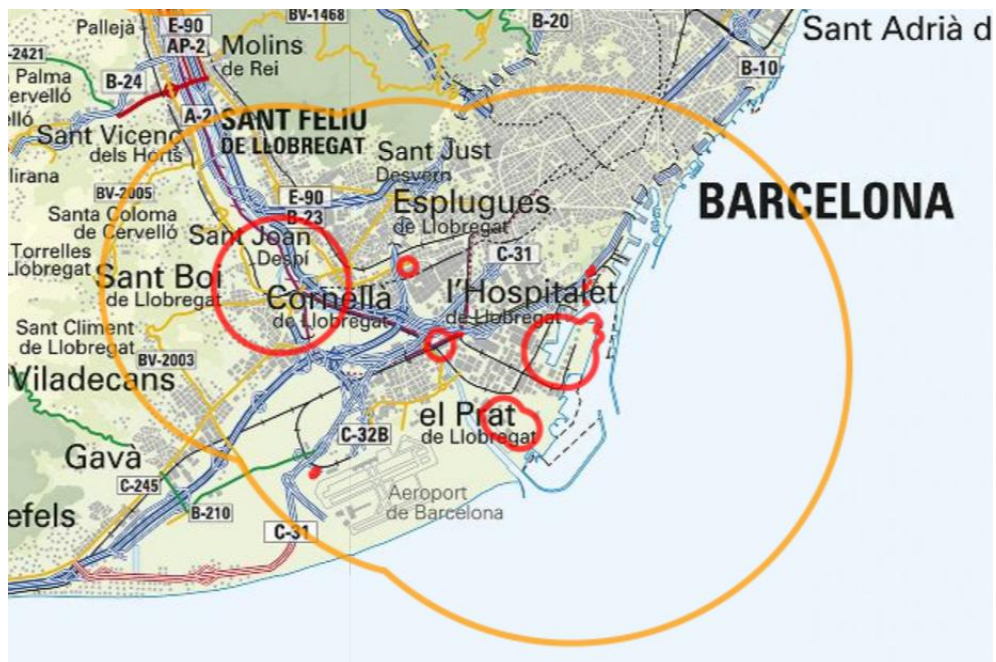 BV-1468
E-90
Pallejà
B-20
Sant Adrià d
AP-2
Molins
de Rei
-2421
B-10
Palma
B-24
ervelló
A-2
SANT FELIU
DE LLOBREGAT
Sant Vicenç
dels Horts
Sant Just
Desvern
lirana
BV-2005
E-90
BARCELONA
Esplugues
de Llobregat
Santa Coloma
de Cervelló
B-23
Sant Joan
Despí
Torrelles
Llobregat
C-31
Sant Boi
de Llobregat
Cornellà
de Llobregat
l'Hospitalet
de Llobregat
Sant Climent
de Llobregat
BV-2003
Viladecans
el Prat
de Llobregat
C-32B
Gavà
C-245
Aeroport
de Barcelona
B-210
efels
C-31